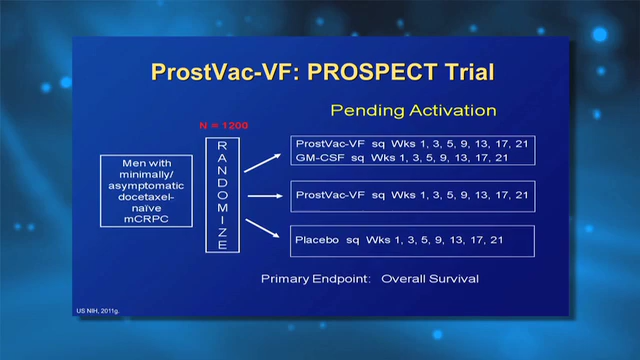 ProstVac-VF: PROSPECT Trial
Pending Activation
N = 1200
Men with
minimally/
asymptomatic
docetaxel-
naïve
mCRPC
RANDOMIZE
ProstVac-VF sq Wks 1, 3, 5, 9, 13, 17, 21
GM-CSF sq Wks 1, 3, 5, 9, 13, 17, 21
ProstVac-VF sq Wks 1, 3, 5, 9, 13, 17, 21
Placebo sq Wks 1, 3, 5, 9, 13, 17, 21
Primary Endpoint: Overall Survival
US NIH, 2011g.